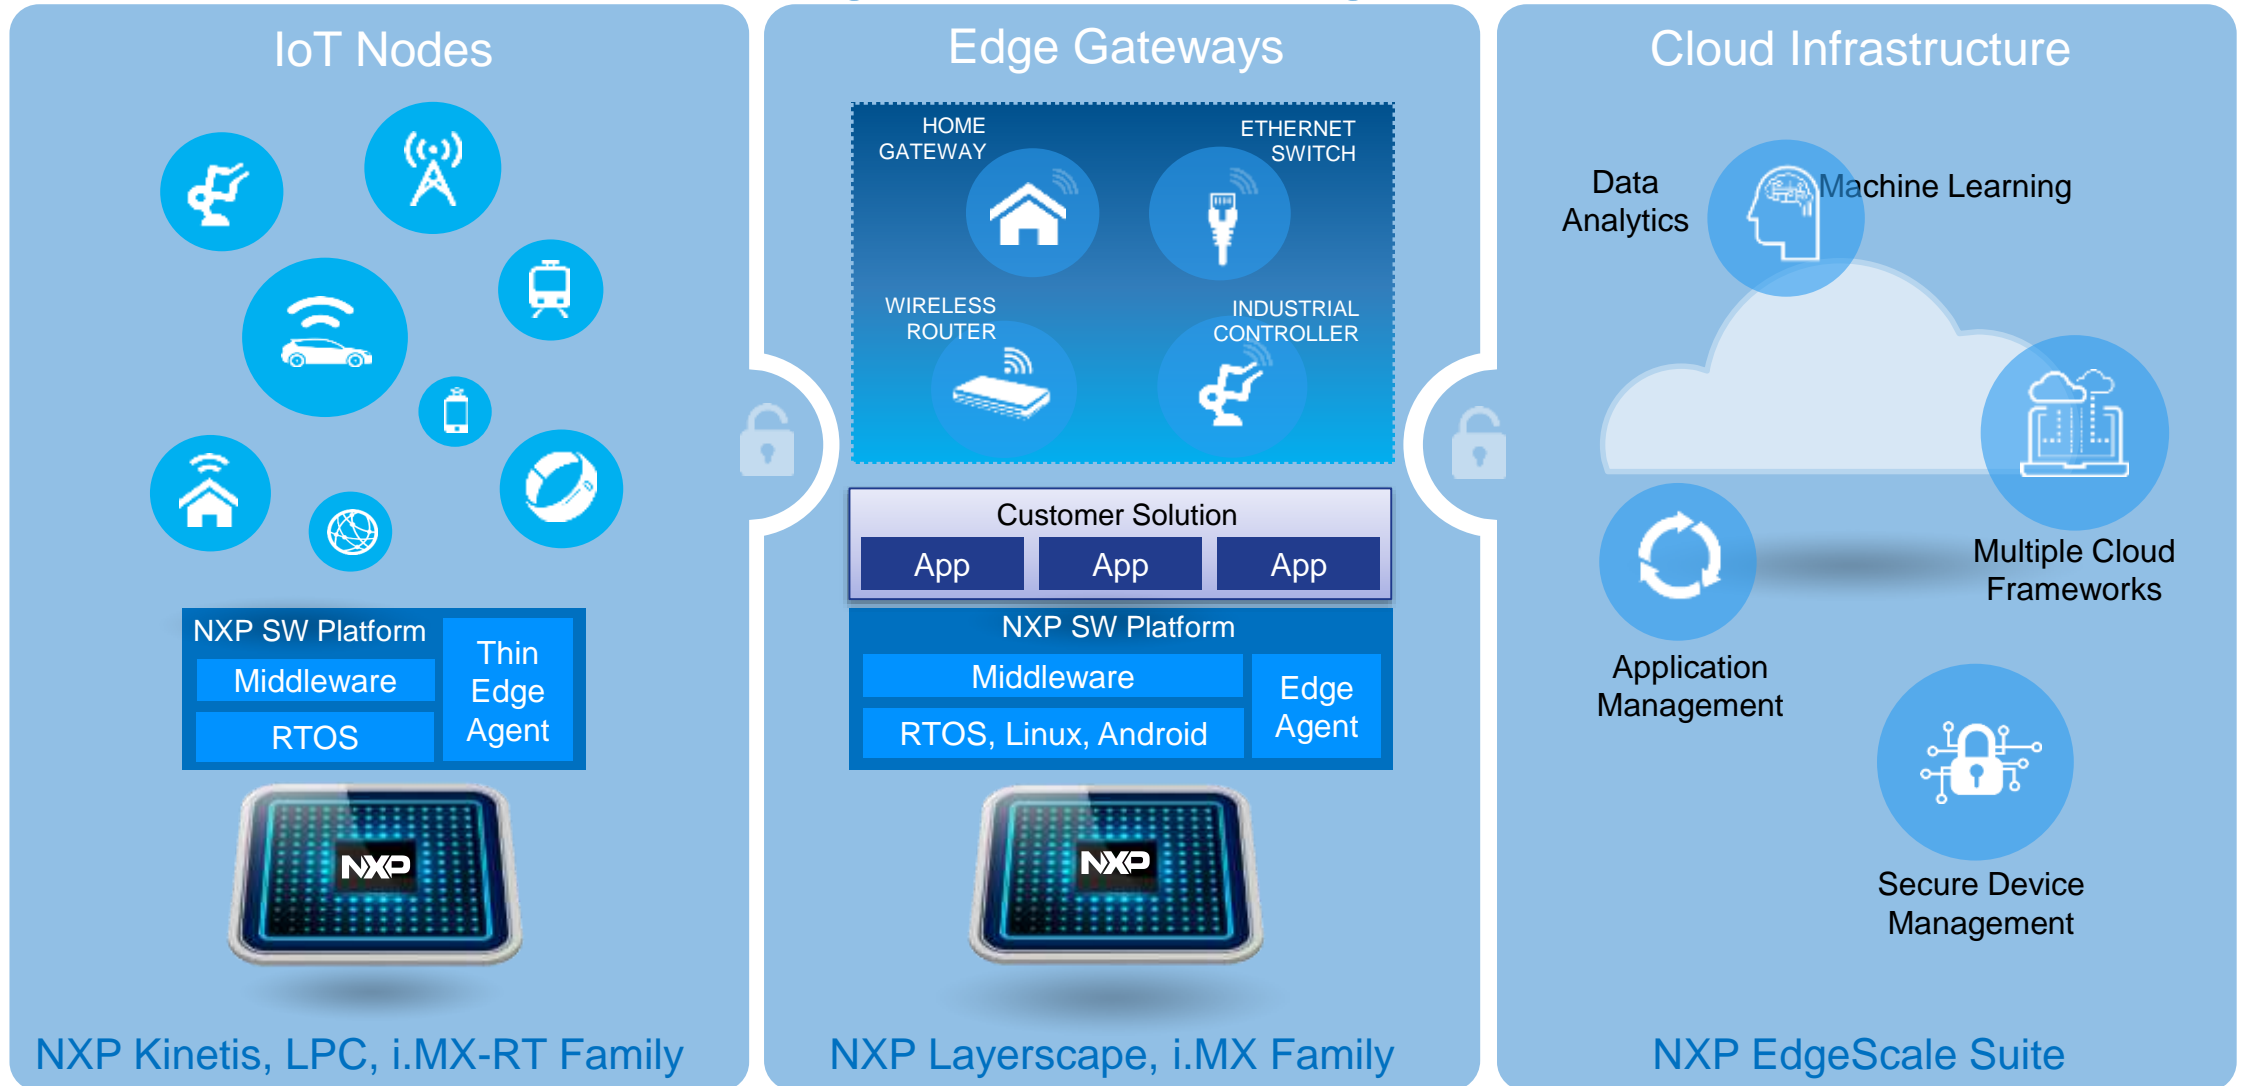 IoT Nodes
NXP SW Platform
Middleware
RTOS
Thin
Edge
Agent
NXP
NXP Kinetis, LPC, i.MX-RT Family
Edge Gateways
HOME
GATEWAY
ETHERNET
SWITCH
WIRELESS
ROUTER
INDUSTRIAL
CONTROLLER
Customer Solution
App
App
App
NXP SW Platform
Middleware
RTOS, Linux, Android
Edge
Agent
NXP
NXP Layerscape, i.MX Family
Cloud Infrastructure
Data
Analytics
Machine Learning
Multiple Cloud
Frameworks
Application
Management
Secure Device
Management
NXP EdgeScale Suite